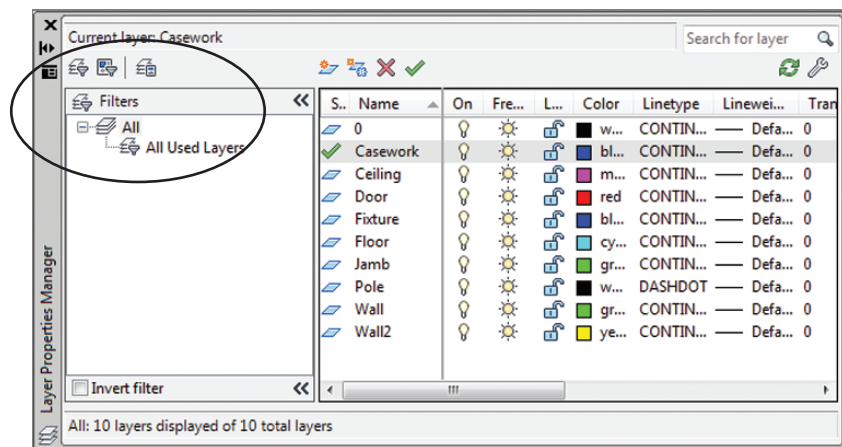 Current layer: Casework
Search for layer
Filters
All
All Used Layers
Invert filter
S.. Name On Fre... L... Color Linetype Linewei... Tran
0 w... CONTIN... Defa... 0
Casework bl... CONTIN... Defa... 0
Ceiling m... CONTIN... Defa... 0
Door red CONTIN... Defa... 0
Fixture bl... CONTIN... Defa... 0
Floor cy... CONTIN... Defa... 0
Jamb gr... CONTIN... Defa... 0
Pole w... DASHDOT Defa... 0
Wall gr... CONTIN... Defa... 0
Wall2 ye... CONTIN... Defa... 0
Layer Properties Manager
All: 10 layers displayed of 10 total layers